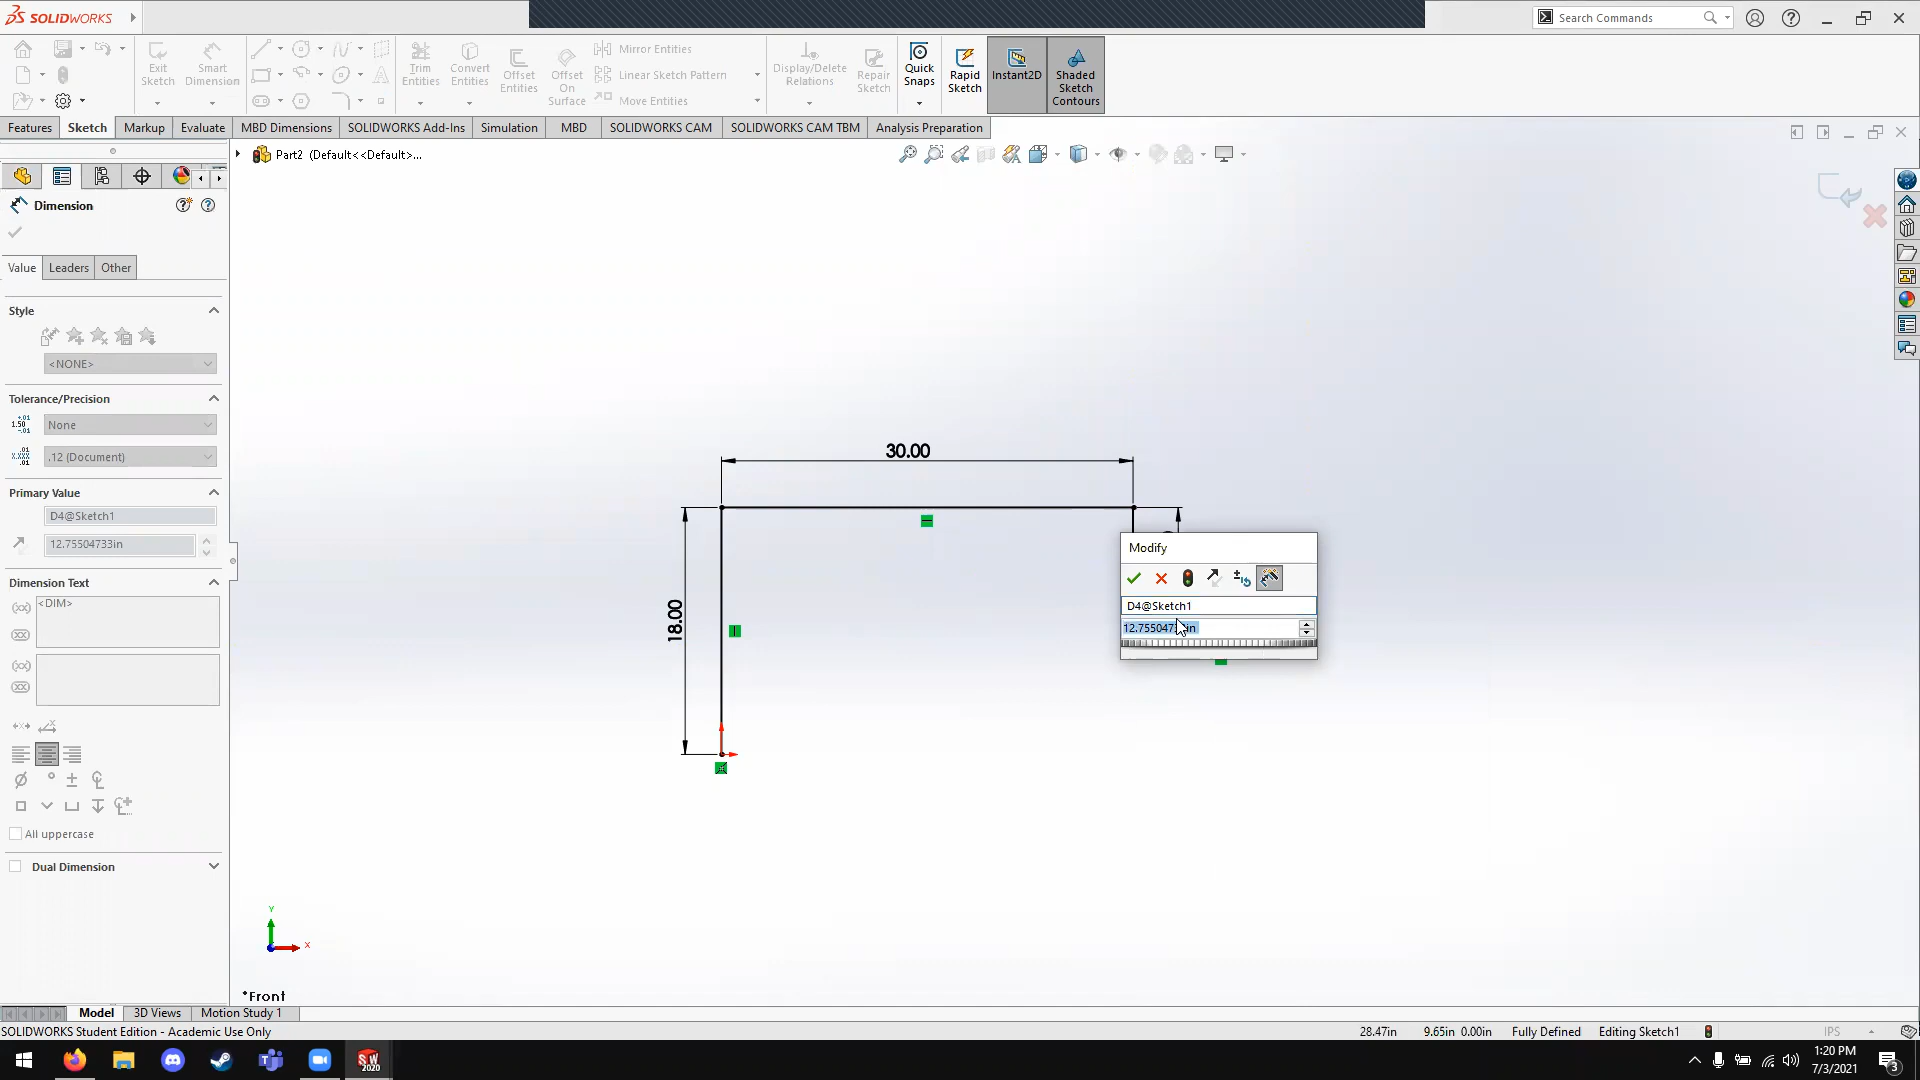 SOLIDWORKS
Search Commands
Exit Sketch
Smart Dimension
Trim Entities
Convert Entities
Offset Entities
Offset On Surface
Mirror Entities
Linear Sketch Pattern
Move Entities
Display/Delete Relations
Repair Sketch
Quick Snaps
Rapid Sketch
Instant2D
Shaded Sketch Contours
Features
Sketch
Markup
Evaluate
MBD Dimensions
SOLIDWORKS Add-Ins
Simulation
MBD
SOLIDWORKS CAM
SOLIDWORKS CAM TBM
Analysis Preparation
Part2 (Default<<Default>...
Dimension
Value
Leaders
Other
Style
<NONE>
Tolerance/Precision
None
.12 (Document)
Primary Value
D4@Sketch1
12.75504733in
Dimension Text
<DIM>
All uppercase
Dual Dimension
30.00
18.00
Modify
D4@Sketch1
Y
X
*Front
Model
3D Views
Motion Study 1
SOLIDWORKS Student Edition - Academic Use Only
28.47in
9.65in
0.00in
Fully Defined
Editing Sketch1
IPS
SW 2020
1:20 PM
7/3/2021
3